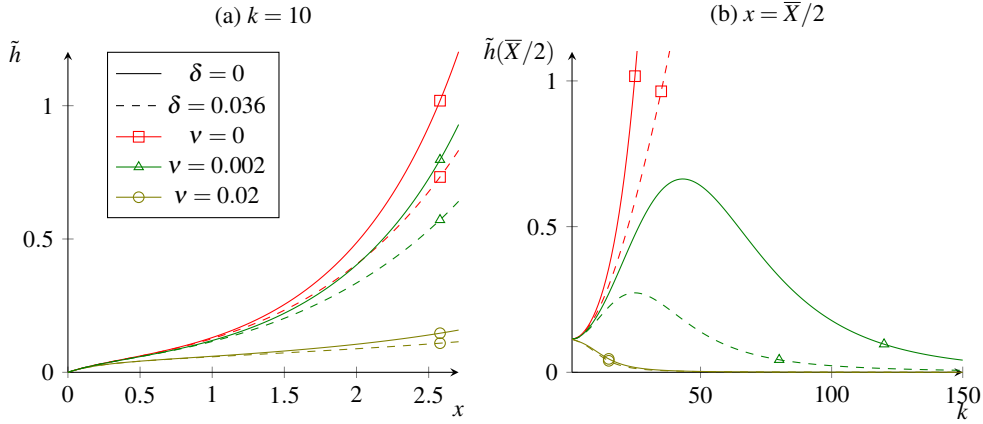 (a) k = 10
h̃
1
0.5
0
0 0.5 1 1.5 2 2.5
x
δ = 0
δ = 0.036
ν = 0
ν = 0.002
ν = 0.02
(b) x = X̅/2
h̃(X̅/2)
1
0.5
0
50 100 150
k